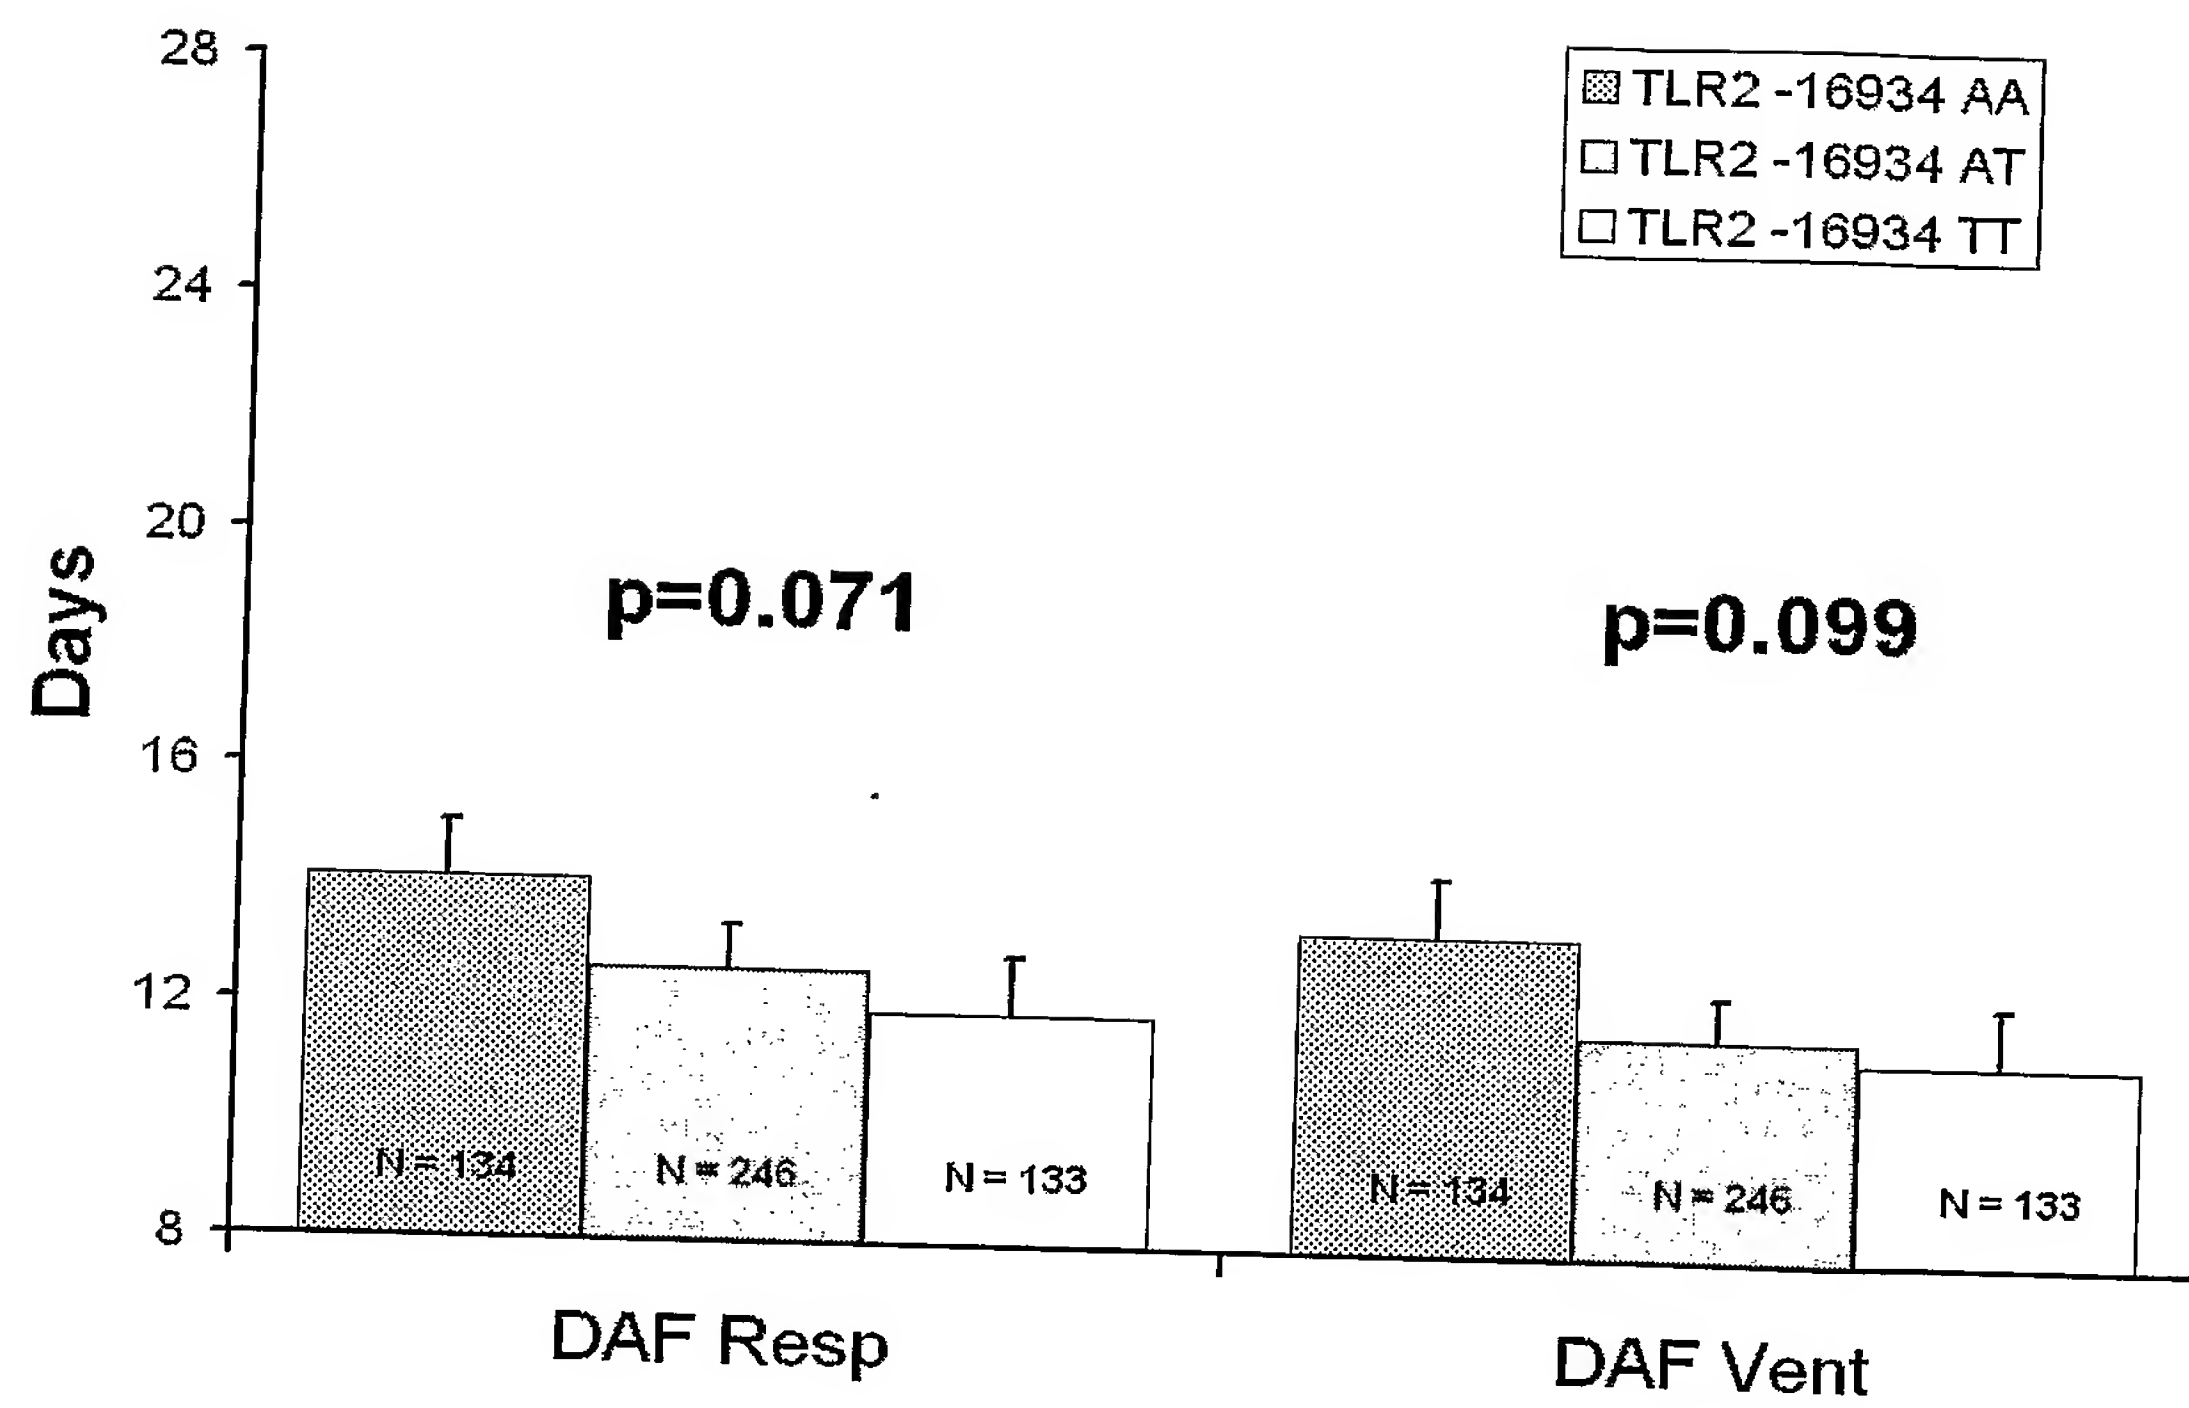 28
24
20
16
12
8
Days
TLR2 -16934 AA
TLR2 -16934 AT
TLR2 -16934 TT
p=0.071
p=0.099
N = 134
N = 246
N = 133
N = 134
N = 246
N = 133
DAF Resp
DAF Vent